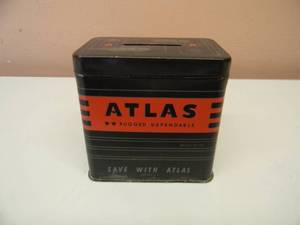 ATLAS
RUGGED DEPENDABLE
SAVE WITH ATLAS